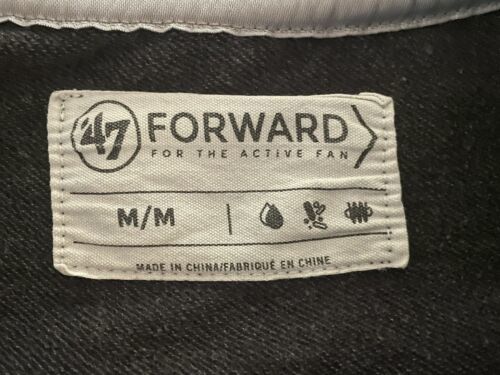 '47 FORWARD
FOR THE ACTIVE FAN
M/M
MADE IN CHINA/FABRIQUÉ EN CHINE